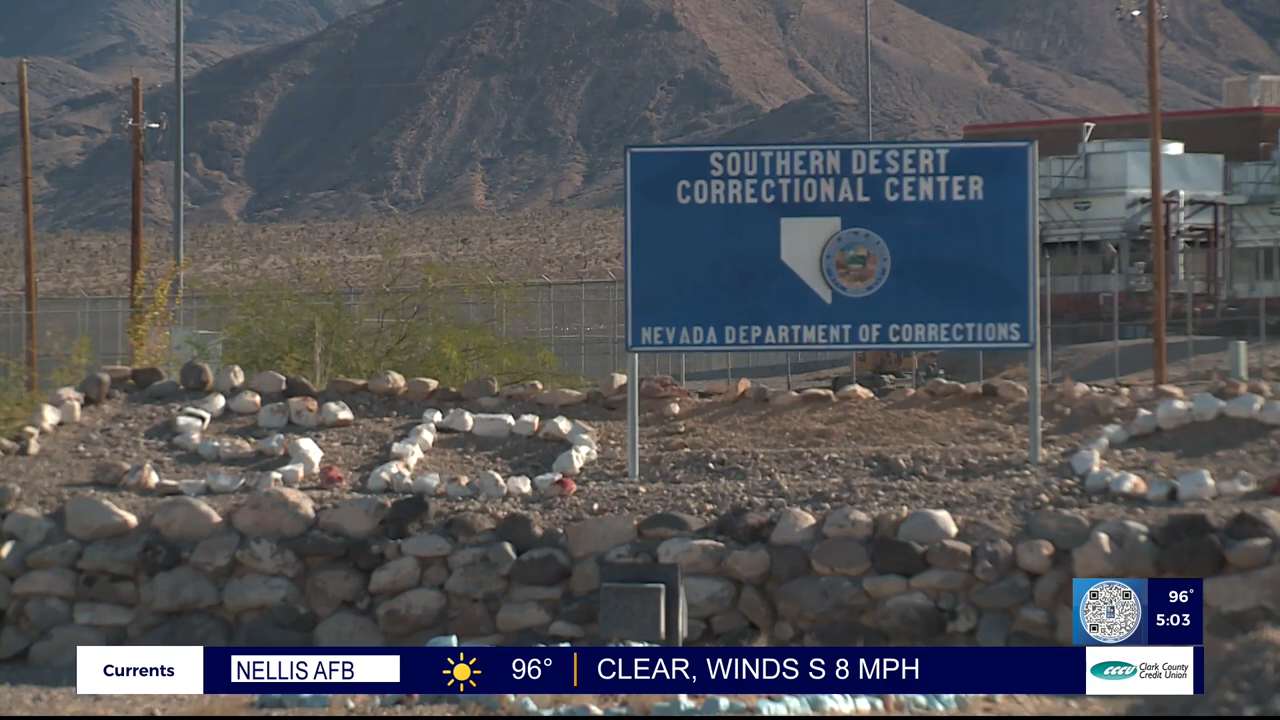 SOUTHERN DESERT
CORRECTIONAL CENTER
NEVADA DEPARTMENT OF CORRECTIONS
96°
5:03
Currents
NELLIS AFB
96°
CLEAR, WINDS S 8 MPH
CCCU
Clark County
Credit Union